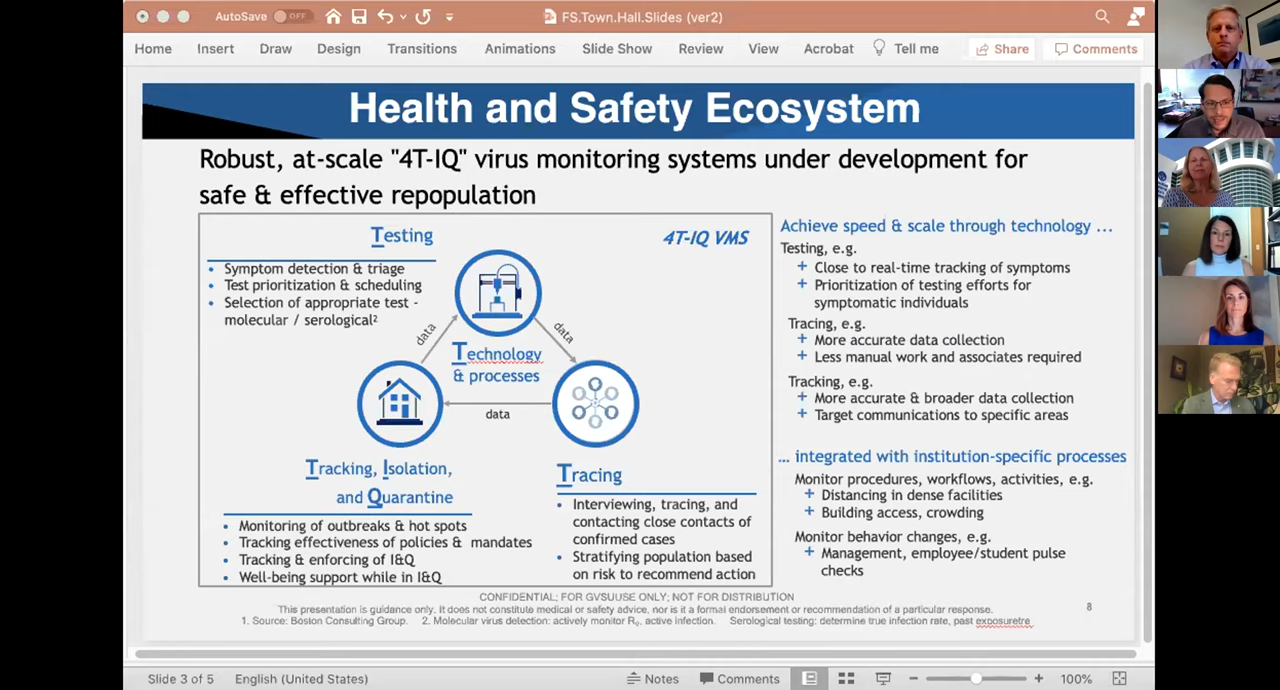 AutoSave OFF FS.Town.Hall.Slides (ver2)
Home Insert Draw Design Transitions Animations Slide Show Review View Acrobat Tell me Share Comments
Health and Safety Ecosystem
Robust, at-scale "4T-IQ" virus monitoring systems under development for
safe & effective repopulation
Testing
4T-IQ VMS
• Symptom detection & triage
• Test prioritization & scheduling
• Selection of appropriate test -
molecular / serological²
data
data
Technology
& processes
data
Tracking, Isolation,
and Quarantine
• Monitoring of outbreaks & hot spots
• Tracking effectiveness of policies & mandates
• Tracking & enforcing of I&Q
• Well-being support while in I&Q
Tracing
• Interviewing, tracing, and
contacting close contacts of
confirmed cases
• Stratifying population based
on risk to recommend action
Achieve speed & scale through technology ...
Testing, e.g.
+ Close to real-time tracking of symptoms
+ Prioritization of testing efforts for
symptomatic individuals
Tracing, e.g.
+ More accurate data collection
+ Less manual work and associates required
Tracking, e.g.
+ More accurate & broader data collection
+ Target communications to specific areas
... integrated with institution-specific processes
Monitor procedures, workflows, activities, e.g.
+ Distancing in dense facilities
+ Building access, crowding
Monitor behavior changes, e.g.
+ Management, employee/student pulse
checks
CONFIDENTIAL; FOR GVSUUSE ONLY; NOT FOR DISTRIBUTION
This presentation is guidance only. It does not constitute medical or safety advice, nor is it a formal endorsement or recommendation of a particular response.
8
1. Source: Boston Consulting Group. 2. Molecular virus detection: actively monitor R₀, active infection. Serological testing: determine true infection rate, past exposuretre
Slide 3 of 5 English (United States) Notes Comments 100%